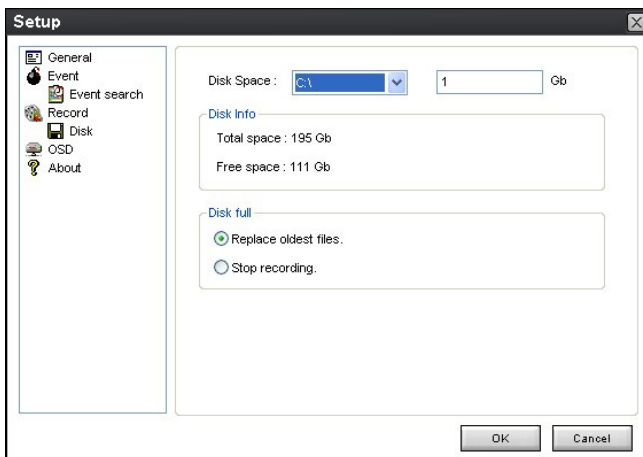 Setup
General
Event
Event search
Record
Disk
OSD
About
Disk Space : C:\ 1 Gb
Disk Info
Total space : 195 Gb
Free space : 111 Gb
Disk full
Replace oldest files.
Stop recording.
OK Cancel